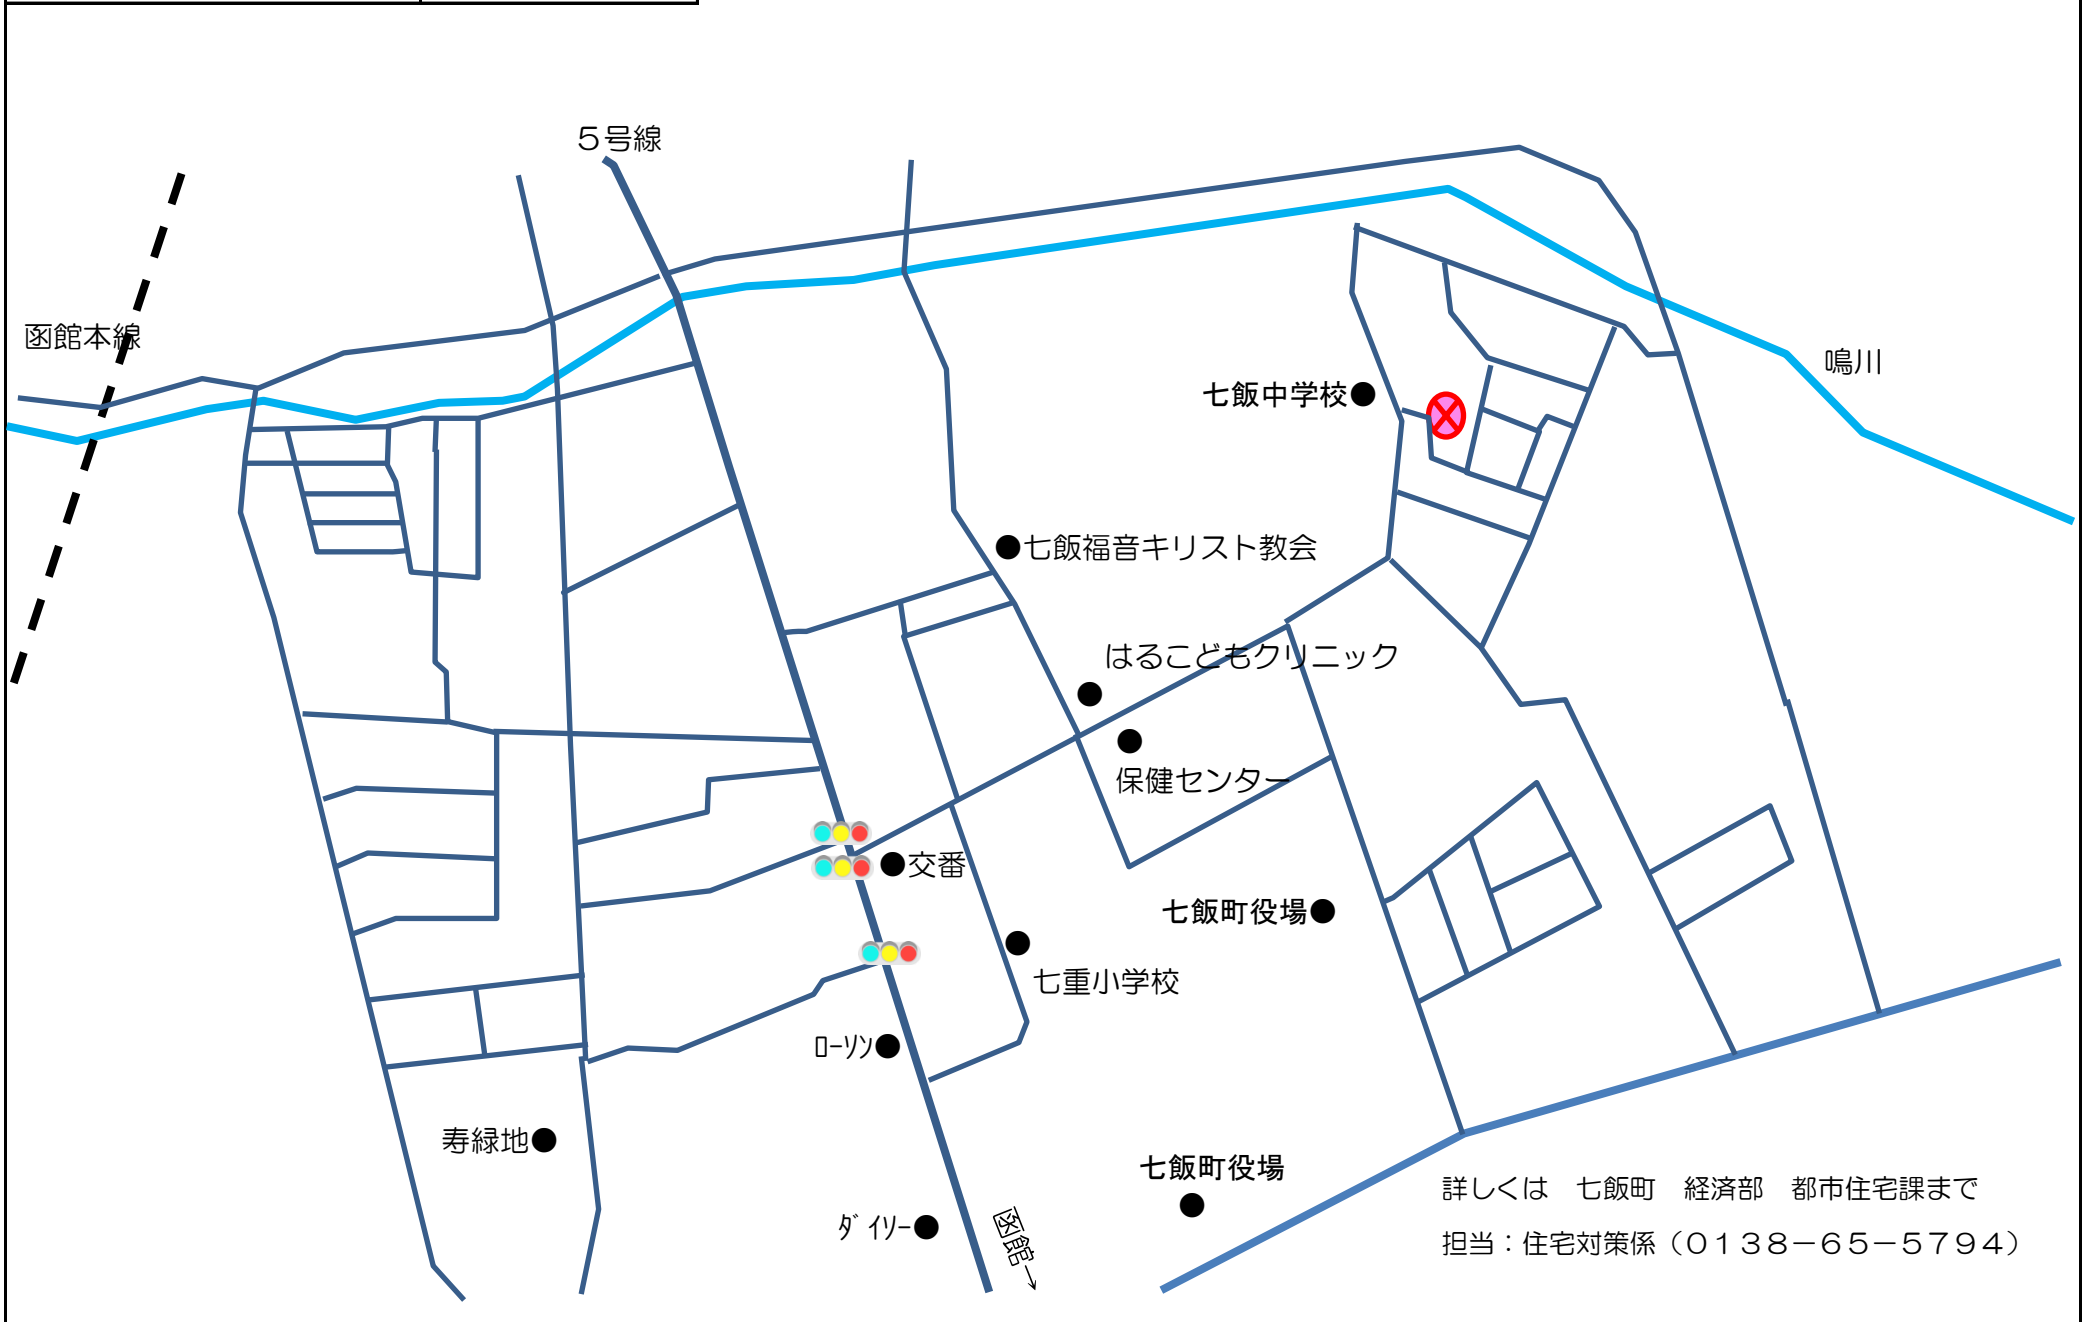 ５号線
函館本線
鳴川
七飯中学校●
●七飯福音キリスト教会
はるこどもクリニック
保健センター
●交番
七飯町役場●
七重小学校
ﾛｰｿﾝ●
寿緑地●
七飯町役場
詳しくは　七飯町　経済部　都市住宅課まで
ﾀﾞｲﾘｰ●
函館→
担当：住宅対策係（０１３８－６５－５７９４）